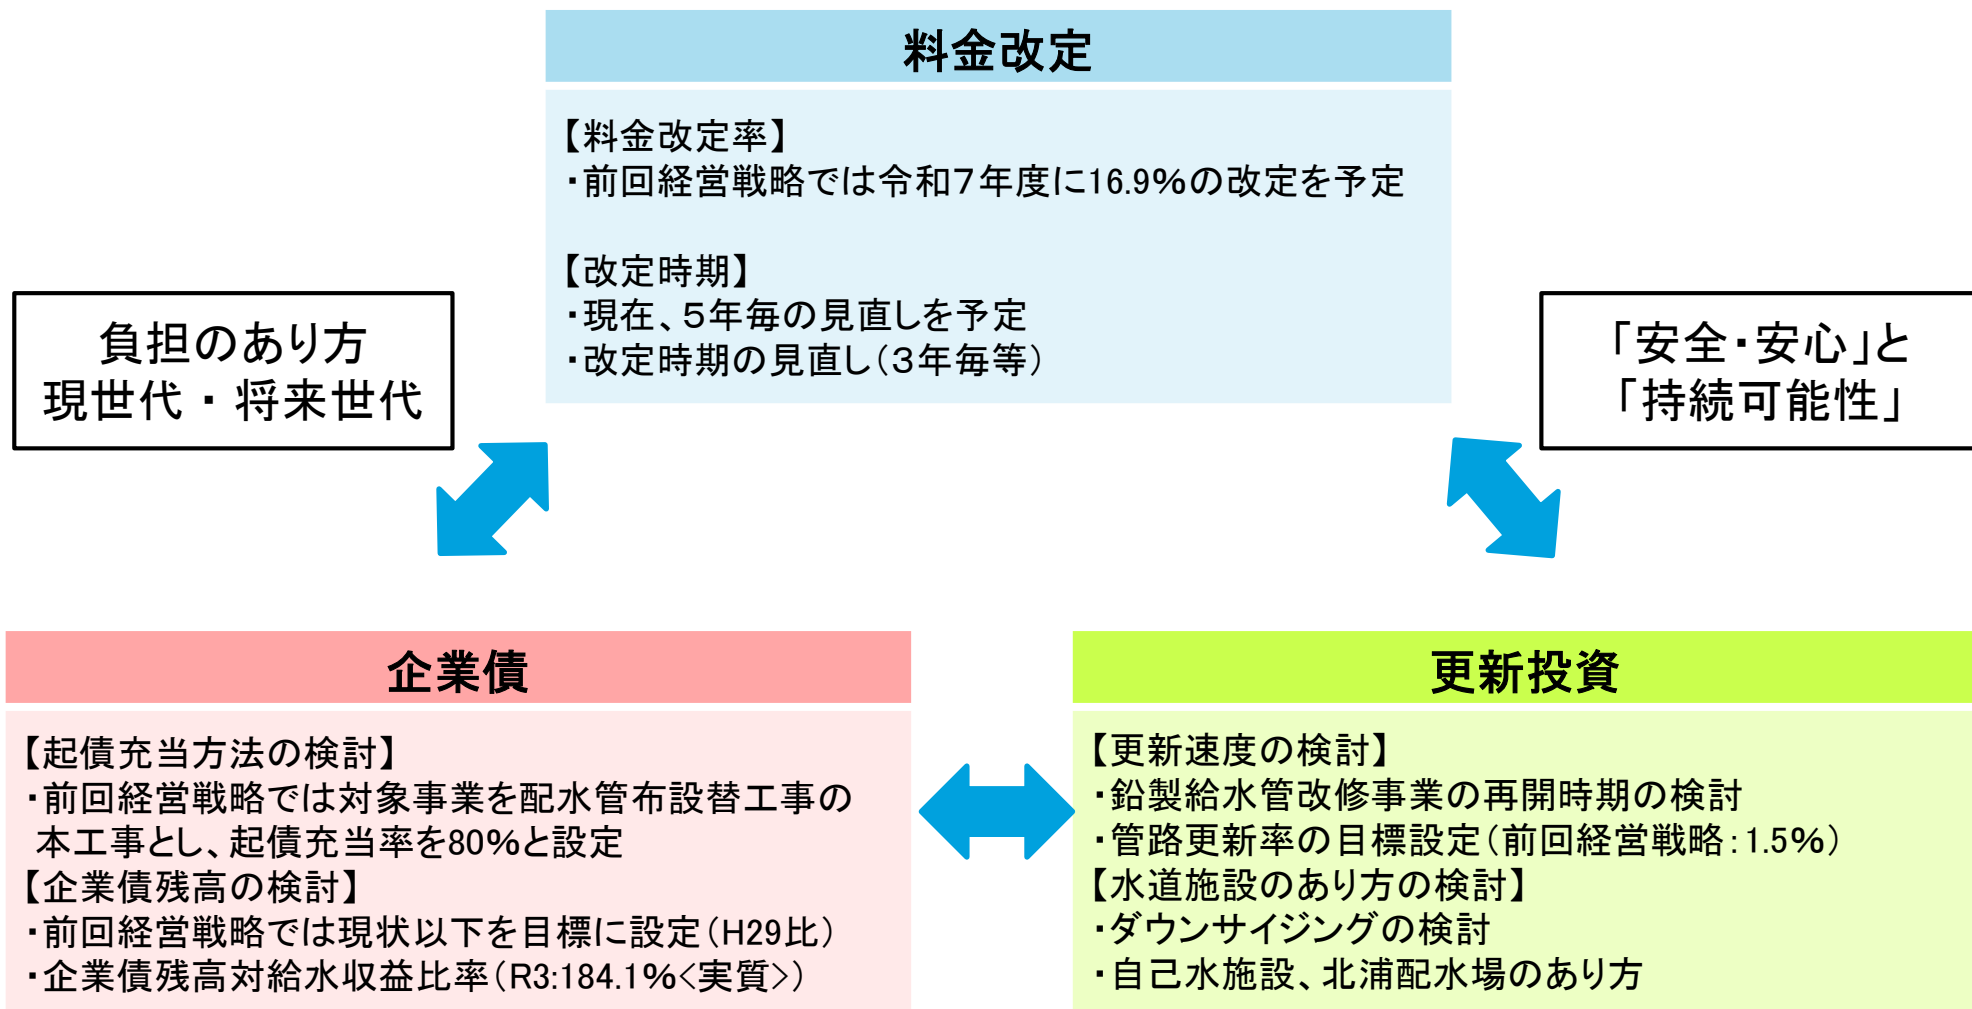 料金改定
【料金改定率】
・前回経営戦略では令和７年度に16.9％の改定を予定
【改定時期】
・現在、５年毎の見直しを予定
・改定時期の見直し（３年毎等）
負担のあり方
現世代・将来世代
「安全・安心」と
「持続可能性」
企業債
【起債充当方法の検討】
・前回経営戦略では対象事業を配水管布設替工事の
本工事とし、起債充当率を80％と設定
【企業債残高の検討】
・前回経営戦略では現状以下を目標に設定（H29比）
・企業債残高対給水収益比率（R3:184.1％<実質>）
更新投資
【更新速度の検討】
・鉛製給水管改修事業の再開時期の検討
・管路更新率の目標設定（前回経営戦略：1.5％）
【水道施設のあり方の検討】
・ダウンサイジングの検討
・自己水施設、北浦配水場のあり方